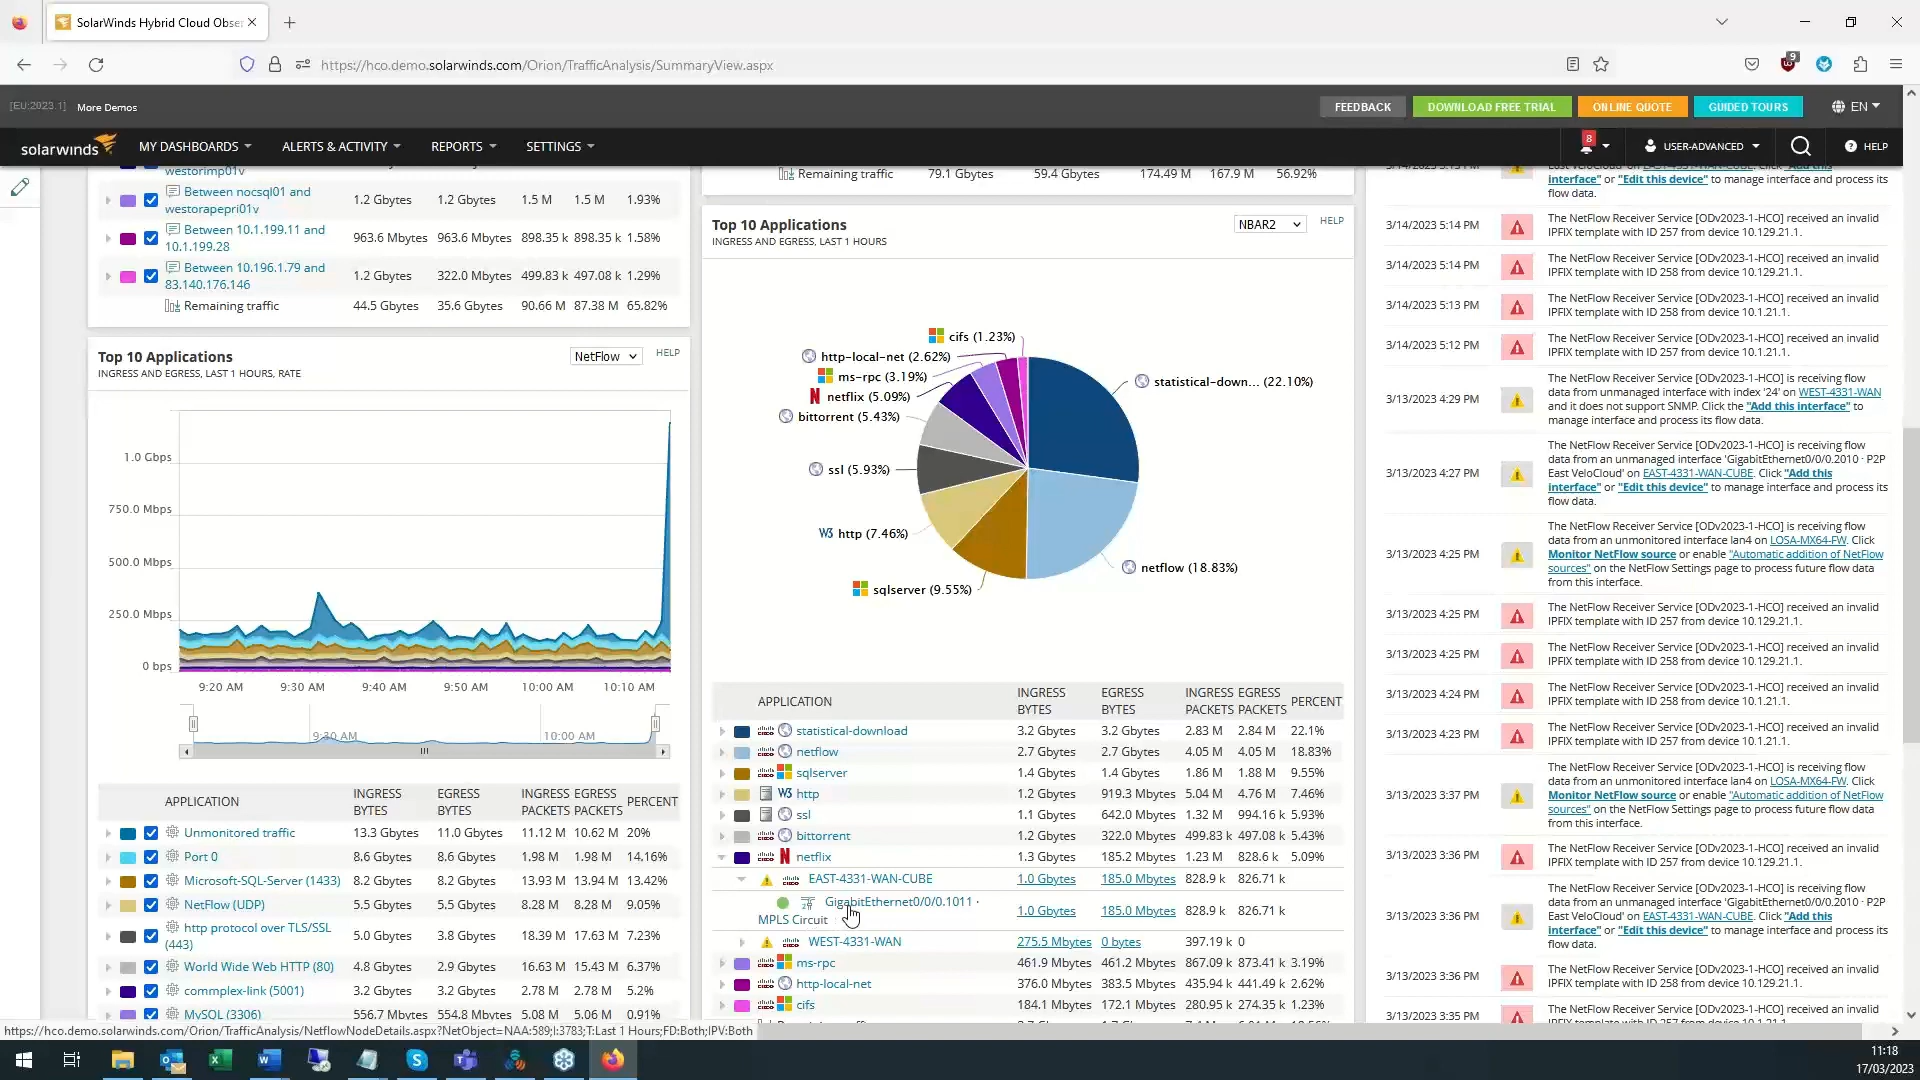 SolarWinds Hybrid Cloud Obse
https://hco.demo.solarwinds.com/Orion/TrafficAnalysis/SummaryView.aspx
9
[EU:2023.1] More Demos
FEEDBACK
DOWNLOAD FREE TRIAL
ONLINE QUOTE
GUIDED TOURS
EN
solarwinds
MY DASHBOARDS
ALERTS & ACTIVITY
REPORTS
SETTINGS
8
USER-ADVANCED
HELP
westorimp01v
Between nocsql01 and
westorapepri01v
1.2 Gbytes 1.2 Gbytes 1.5 M 1.5 M 1.93%
Between 10.1.199.11 and
10.1.199.28
963.6 Mbytes 963.6 Mbytes 898.35 k 898.35 k 1.58%
Between 10.196.1.79 and
83.140.176.146
1.2 Gbytes 322.0 Mbytes 499.83 k 497.08 k 1.29%
Remaining traffic 44.5 Gbytes 35.6 Gbytes 90.66 M 87.38 M 65.82%
Top 10 Applications
INGRESS AND EGRESS, LAST 1 HOURS, RATE
NetFlow
HELP
1.0 Gbps
750.0 Mbps
500.0 Mbps
250.0 Mbps
0 bps
9:20 AM 9:30 AM 9:40 AM 9:50 AM 10:00 AM 10:10 AM
9:30 AM 10:00 AM
APPLICATION
INGRESS BYTES
EGRESS BYTES
INGRESS PACKETS
EGRESS PACKETS
PERCENT
Unmonitored traffic 13.3 Gbytes 11.0 Gbytes 11.12 M 10.62 M 20%
Port 0 8.6 Gbytes 8.6 Gbytes 1.98 M 1.98 M 14.16%
Microsoft-SQL-Server (1433) 8.2 Gbytes 8.2 Gbytes 13.93 M 13.94 M 13.42%
NetFlow (UDP) 5.5 Gbytes 5.5 Gbytes 8.28 M 8.28 M 9.05%
http protocol over TLS/SSL
(443)
5.0 Gbytes 3.8 Gbytes 18.39 M 17.63 M 7.23%
World Wide Web HTTP (80) 4.8 Gbytes 2.9 Gbytes 16.63 M 15.43 M 6.37%
commplex-link (5001) 3.2 Gbytes 3.2 Gbytes 2.78 M 2.78 M 5.2%
MySQL (3306) 556.7 Mbytes 554.8 Mbytes 5.08 M 5.06 M 0.91%
Remaining traffic 79.1 Gbytes 59.4 Gbytes 174.49 M 167.9 M 56.92%
Top 10 Applications
INGRESS AND EGRESS, LAST 1 HOURS
NBAR2
HELP
cifs (1.23%)
http-local-net (2.62%)
ms-rpc (3.19%)
netflix (5.09%)
bittorrent (5.43%)
ssl (5.93%)
W3 http (7.46%)
sqlserver (9.55%)
statistical-down... (22.10%)
netflow (18.83%)
APPLICATION
INGRESS BYTES
EGRESS BYTES
INGRESS PACKETS
EGRESS PACKETS
PERCENT
statistical-download 3.2 Gbytes 3.2 Gbytes 2.83 M 2.84 M 22.1%
netflow 2.7 Gbytes 2.7 Gbytes 4.05 M 4.05 M 18.83%
sqlserver 1.4 Gbytes 1.4 Gbytes 1.86 M 1.88 M 9.55%
W3 http 1.2 Gbytes 919.3 Mbytes 5.04 M 4.76 M 7.46%
ssl 1.1 Gbytes 642.0 Mbytes 1.32 M 994.16 k 5.93%
bittorrent 1.2 Gbytes 322.0 Mbytes 499.83 k 497.08 k 5.43%
netflix 1.3 Gbytes 185.2 Mbytes 1.23 M 828.6 k 5.09%
EAST-4331-WAN-CUBE 1.0 Gbytes 185.0 Mbytes 828.9 k 826.71 k
GigabitEthernet0/0/0.1011 ·
MPLS Circuit
1.0 Gbytes 185.0 Mbytes 828.9 k 826.71 k
WEST-4331-WAN 275.5 Mbytes 0 bytes 397.19 k 0
ms-rpc 461.9 Mbytes 461.2 Mbytes 867.09 k 873.41 k 3.19%
http-local-net 376.0 Mbytes 383.5 Mbytes 435.94 k 441.49 k 2.62%
cifs 184.1 Mbytes 172.1 Mbytes 280.95 k 274.35 k 1.23%
interface" or "Edit this device" to manage interface and process its
flow data.
3/14/2023 5:14 PM
The NetFlow Receiver Service [ODv2023-1-HCO] received an invalid
IPFIX template with ID 257 from device 10.129.21.1.
3/14/2023 5:14 PM
The NetFlow Receiver Service [ODv2023-1-HCO] received an invalid
IPFIX template with ID 258 from device 10.129.21.1.
3/14/2023 5:13 PM
The NetFlow Receiver Service [ODv2023-1-HCO] received an invalid
IPFIX template with ID 258 from device 10.1.21.1.
3/14/2023 5:12 PM
The NetFlow Receiver Service [ODv2023-1-HCO] received an invalid
IPFIX template with ID 257 from device 10.1.21.1.
3/13/2023 4:29 PM
The NetFlow Receiver Service [ODv2023-1-HCO] is receiving flow
data from unmanaged interface with index '24' on WEST-4331-WAN
and it does not support SNMP. Click the "Add this interface" to
manage interface and process its flow data.
3/13/2023 4:27 PM
The NetFlow Receiver Service [ODv2023-1-HCO] is receiving flow
data from an unmanaged interface 'GigabitEthernet0/0/0.2010 · P2P
East VeloCloud' on EAST-4331-WAN-CUBE. Click "Add this
interface" or "Edit this device" to manage interface and process its
flow data.
3/13/2023 4:25 PM
The NetFlow Receiver Service [ODv2023-1-HCO] is receiving flow
data from an unmonitored interface lan4 on LOSA-MX64-FW. Click
Monitor NetFlow source or enable "Automatic addition of NetFlow
sources" on the NetFlow Settings page to process future flow data
from this interface.
3/13/2023 4:25 PM
The NetFlow Receiver Service [ODv2023-1-HCO] received an invalid
IPFIX template with ID 257 from device 10.129.21.1.
3/13/2023 4:25 PM
The NetFlow Receiver Service [ODv2023-1-HCO] received an invalid
IPFIX template with ID 258 from device 10.129.21.1.
3/13/2023 4:24 PM
The NetFlow Receiver Service [ODv2023-1-HCO] received an invalid
IPFIX template with ID 258 from device 10.1.21.1.
3/13/2023 4:23 PM
The NetFlow Receiver Service [ODv2023-1-HCO] received an invalid
IPFIX template with ID 257 from device 10.1.21.1.
3/13/2023 3:37 PM
The NetFlow Receiver Service [ODv2023-1-HCO] is receiving flow
data from an unmonitored interface lan4 on LOSA-MX64-FW. Click
Monitor NetFlow source or enable "Automatic addition of NetFlow
sources" on the NetFlow Settings page to process future flow data
from this interface.
3/13/2023 3:36 PM
The NetFlow Receiver Service [ODv2023-1-HCO] received an invalid
IPFIX template with ID 257 from device 10.129.21.1.
3/13/2023 3:36 PM
The NetFlow Receiver Service [ODv2023-1-HCO] is receiving flow
data from an unmanaged interface 'GigabitEthernet0/0/0.2010 · P2P
East VeloCloud' on EAST-4331-WAN-CUBE. Click "Add this
interface" or "Edit this device" to manage interface and process its
flow data.
3/13/2023 3:36 PM
The NetFlow Receiver Service [ODv2023-1-HCO] received an invalid
IPFIX template with ID 258 from device 10.129.21.1.
3/13/2023 3:35 PM
The NetFlow Receiver Service [ODv2023-1-HCO] received an invalid
https://hco.demo.solarwinds.com/Orion/TrafficAnalysis/NetflowNodeDetails.aspx?NetObject=NAA:589;I:3783;T:Last 1 Hours;FD:Both;IPV:Both
11:18
17/03/2023